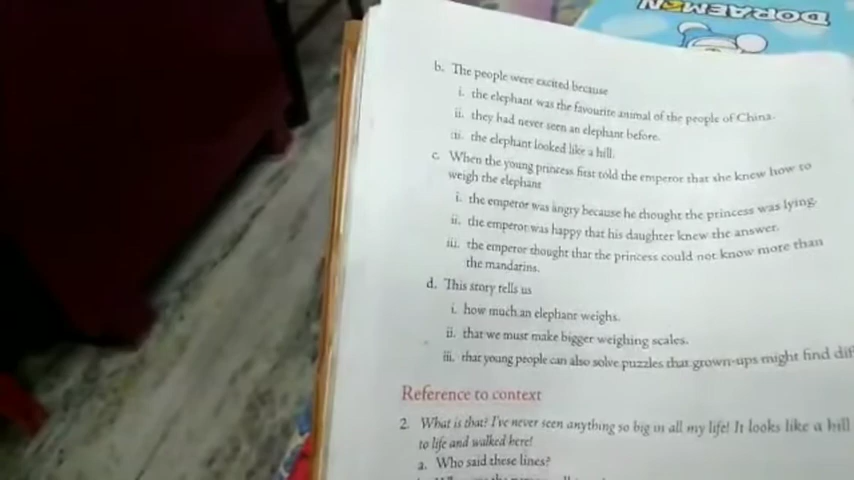 DORAEMON
b. The people were excited because
i. the elephant was the favourite animal of the people of China.
ii. they had never seen an elephant before.
iii. the elephant looked like a hill.
c. When the young princess first told the emperor that she knew how to
weigh the elephant
i. the emperor was angry because he thought the princess was lying.
ii. the emperor was happy that his daughter knew the answer.
iii. the emperor thought that the princess could not know more than
the mandarins.
d. This story tells us
i. how much an elephant weighs.
ii. that we must make bigger weighing scales.
iii. that young people can also solve puzzles that grown-ups might find
Reference to context
2. What is that? I've never seen anything so big in all my life! It looks like a hill
to life and walked here!
a. Who said these lines?